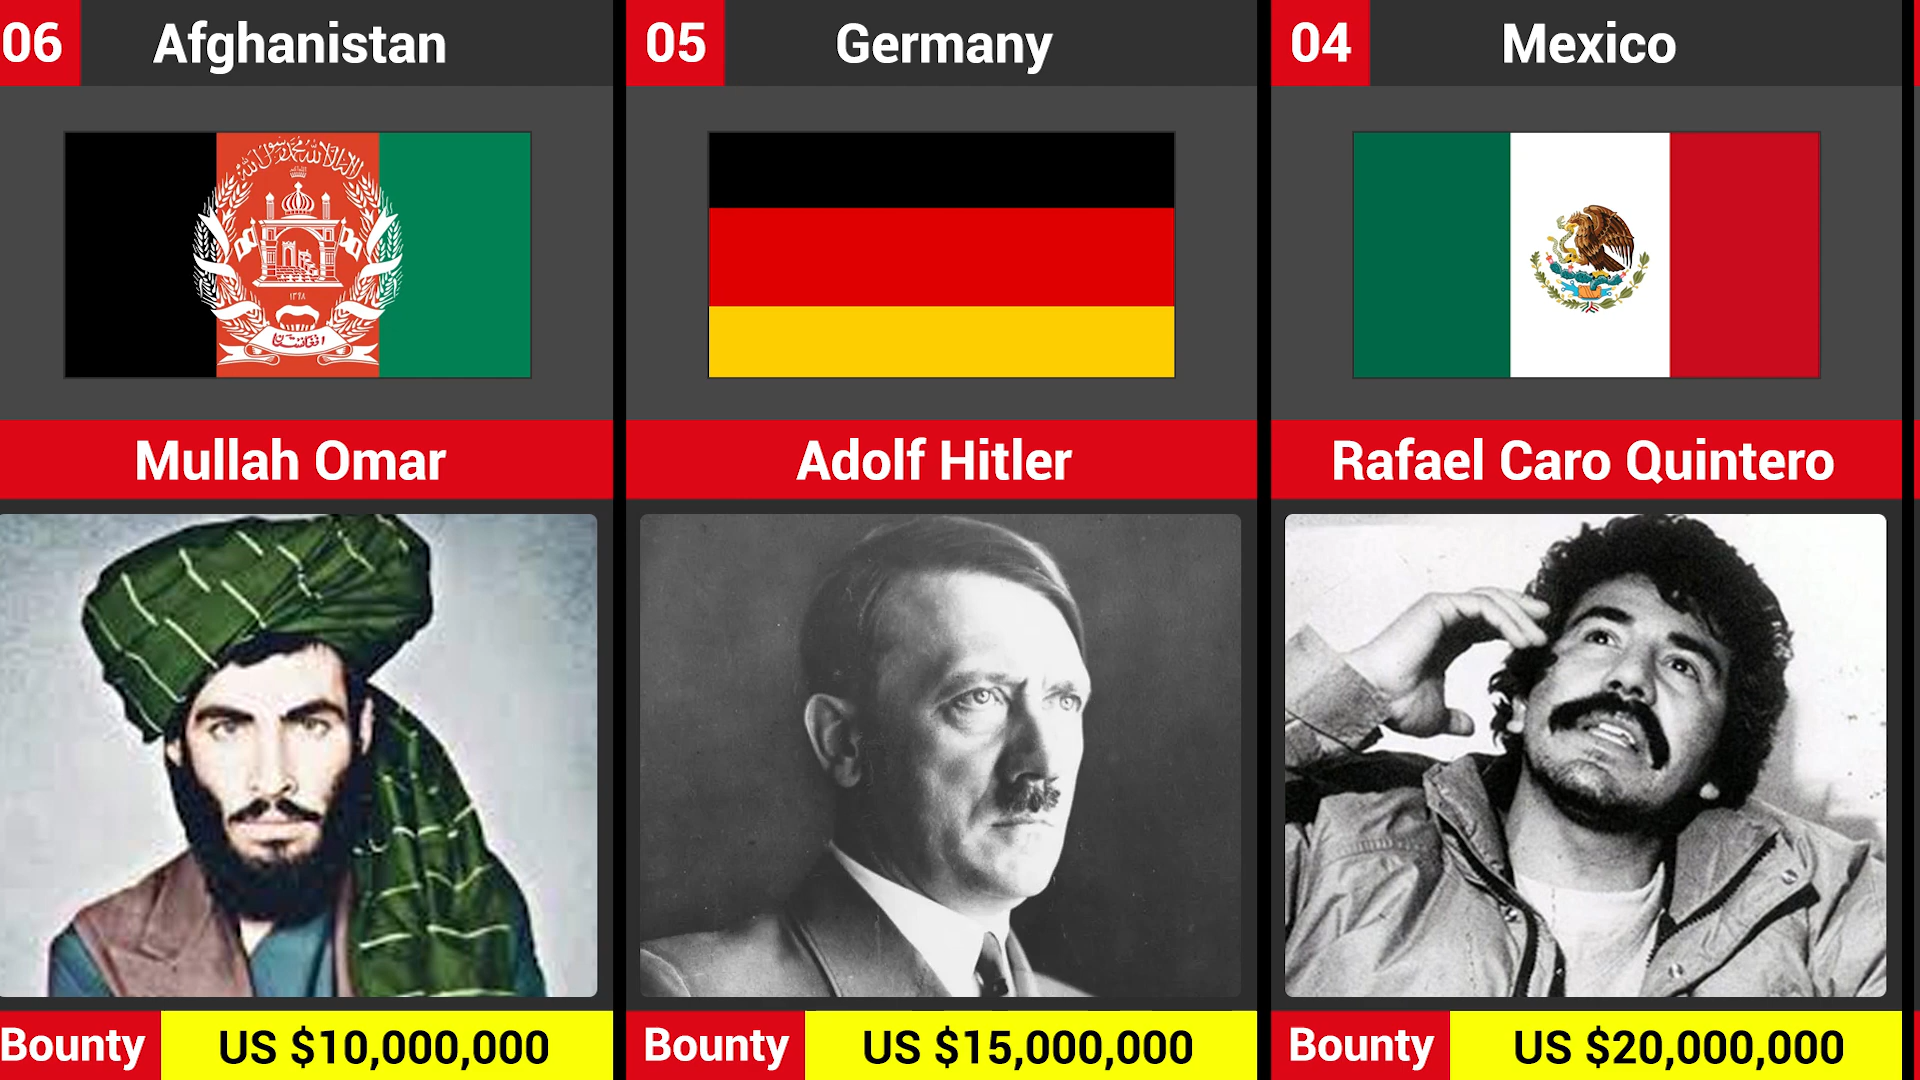 06 Afghanistan
Mullah Omar
Bounty US $10,000,000
05 Germany
Adolf Hitler
Bounty US $15,000,000
04 Mexico
Rafael Caro Quintero
Bounty US $20,000,000